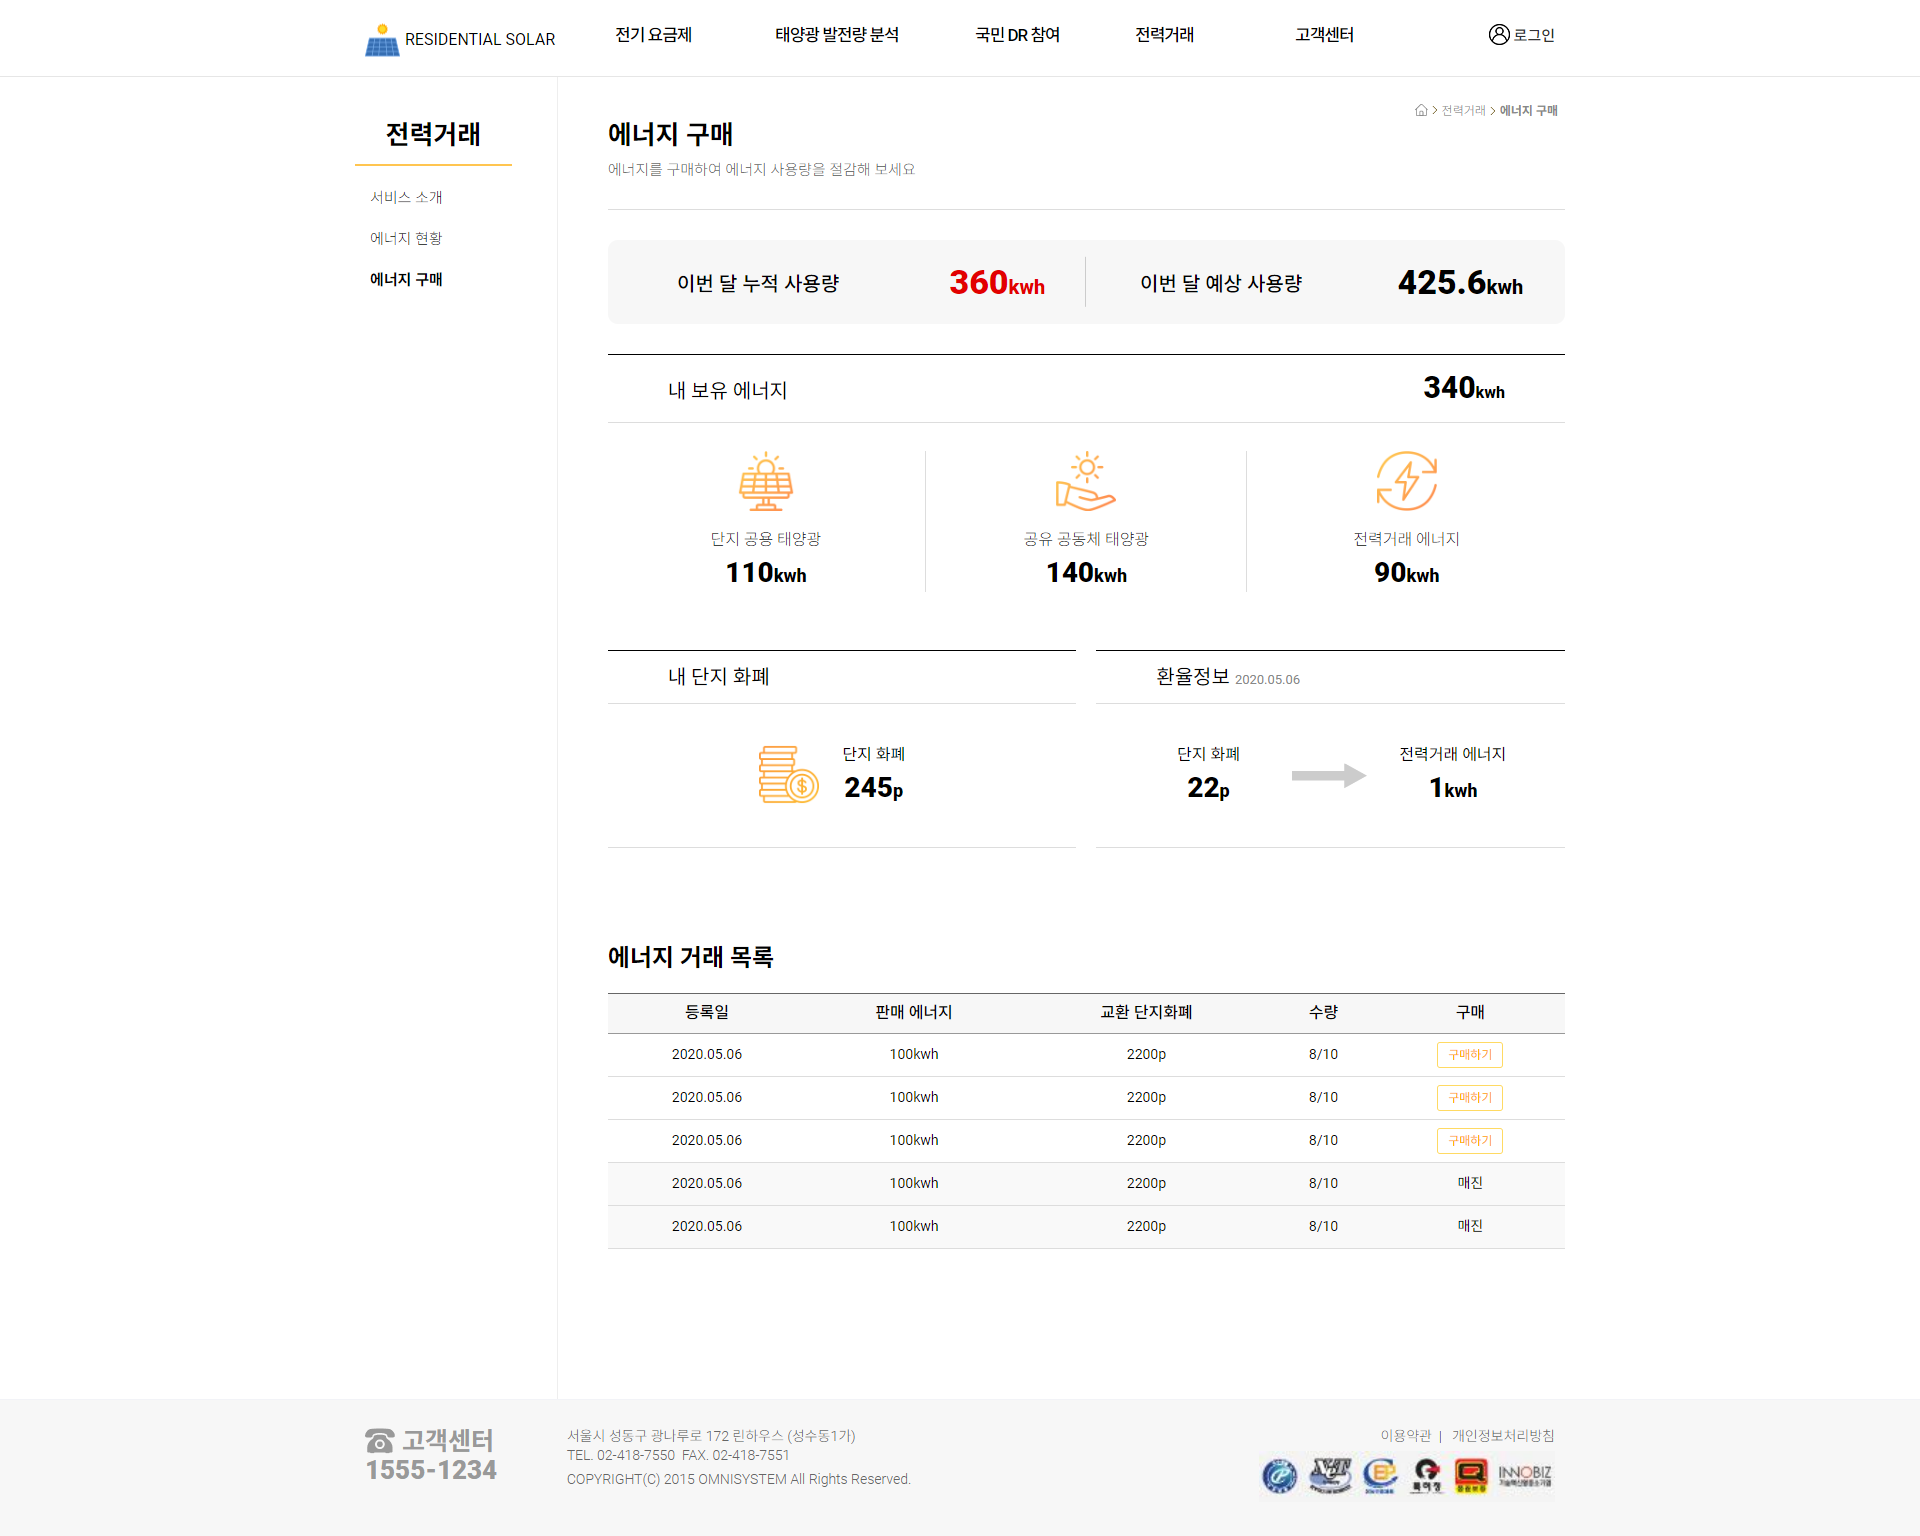 RESIDENTIAL SOLAR
전기 요금제
태양광 발전량 분석
국민 DR 참여
전력거래
고객센터
로그인
전력거래
서비스 소개
에너지 현황
에너지 구매
전력거래 > 에너지 구매
에너지 구매
에너지를 구매하여 에너지 사용량을 절감해 보세요
이번 달 누적 사용량 360kwh
이번 달 예상 사용량 425.6kwh
내 보유 에너지 340kwh
단지 공용 태양광
110kwh
공유 공동체 태양광
140kwh
전력거래 에너지
90kwh
내 단지 화폐
단지 화폐
245p
환율정보 2020.05.06
단지 화폐
22p
전력거래 에너지
1kwh
에너지 거래 목록
등록일 판매 에너지 교환 단지화폐 수량 구매
2020.05.06 100kwh 2200p 8/10 구매하기
2020.05.06 100kwh 2200p 8/10 구매하기
2020.05.06 100kwh 2200p 8/10 구매하기
2020.05.06 100kwh 2200p 8/10 매진
2020.05.06 100kwh 2200p 8/10 매진
고객센터
1555-1234
서울시 성동구 광나루로 172 린하우스 (성수동1가)
TEL. 02-418-7550 FAX. 02-418-7551
COPYRIGHT(C) 2015 OMNISYSTEM All Rights Reserved.
이용약관 | 개인정보처리방침
NeT
EP
특허청
INNOBIZ